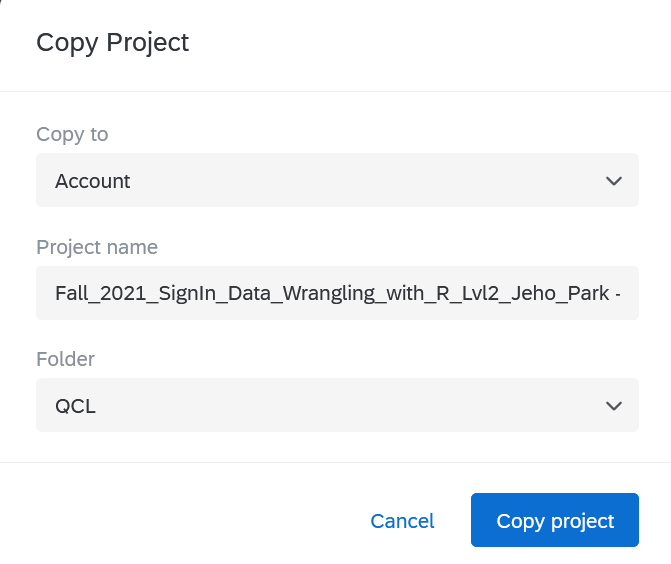 Copy Project
Copy to
Account
Project name
Fall_2021_SignIn_Data_Wrangling_with_R_Lvl2_Jeho_Park -
Folder
QCL
Cancel
Copy project